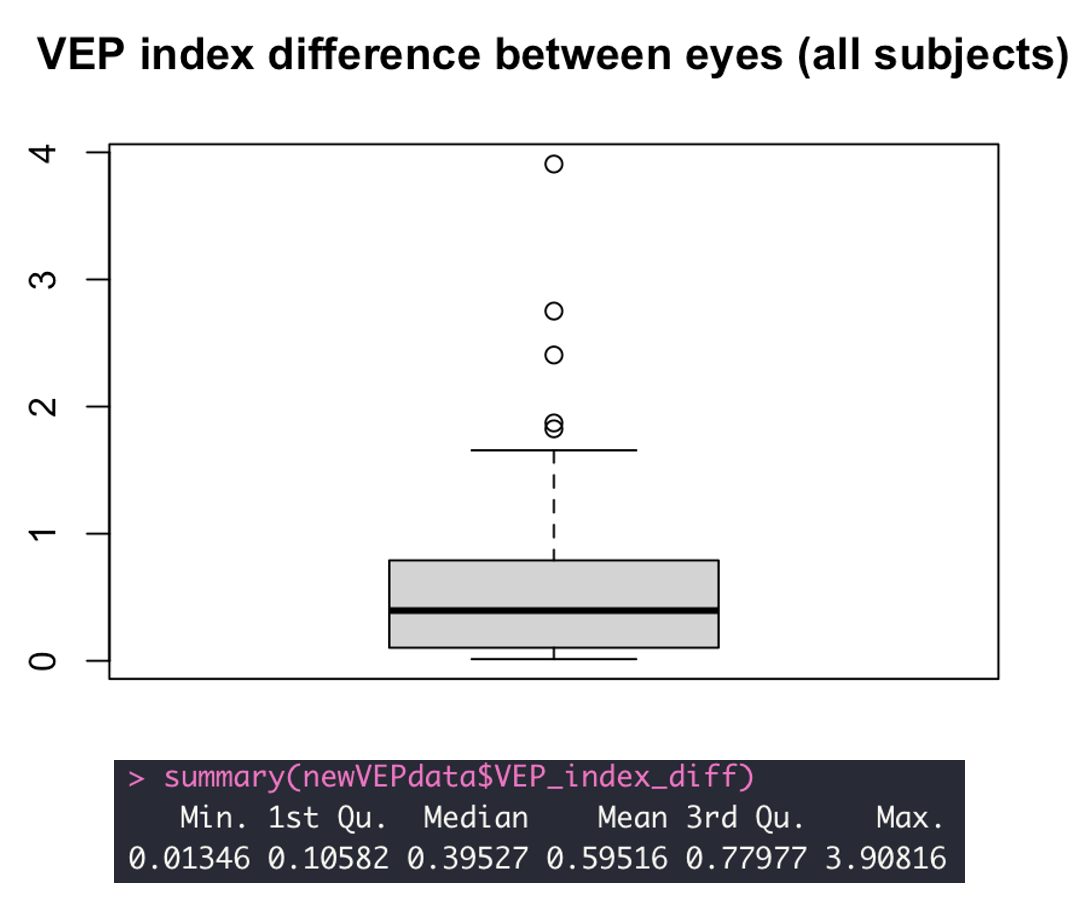 VEP index difference between eyes (all subjects)
4
3
2
1
0
> summary(newVEPdata$VEP_index_diff)
Min. 1st Qu. Median Mean 3rd Qu. Max.
0.01346 0.10582 0.39527 0.59516 0.77977 3.90816